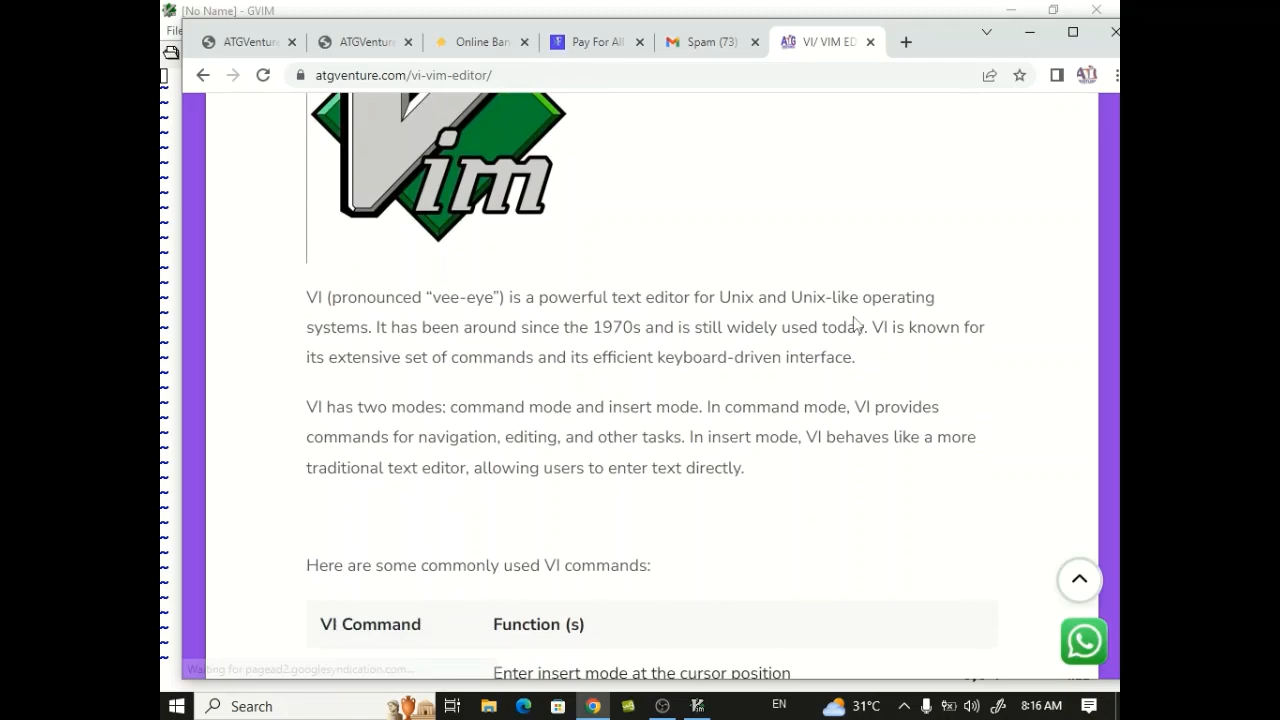 [No Name] - GVIM
File
ATGVentur
ATGVentur
Online Ban
Pay For All
Spam (73)
VI/ VIM ED
atgventure.com/vi-vim-editor/
Vim
VI (pronounced “vee-eye”) is a powerful text editor for Unix and Unix-like operating
systems. It has been around since the 1970s and is still widely used today. VI is known for
its extensive set of commands and its efficient keyboard-driven interface.
VI has two modes: command mode and insert mode. In command mode, VI provides
commands for navigation, editing, and other tasks. In insert mode, VI behaves like a more
traditional text editor, allowing users to enter text directly.
Here are some commonly used VI commands:
VI Command Function (s)
Enter insert mode at the cursor position
Waiting for pagead2.googlesyndication.com...
Search
EN
31°C
8:16 AM